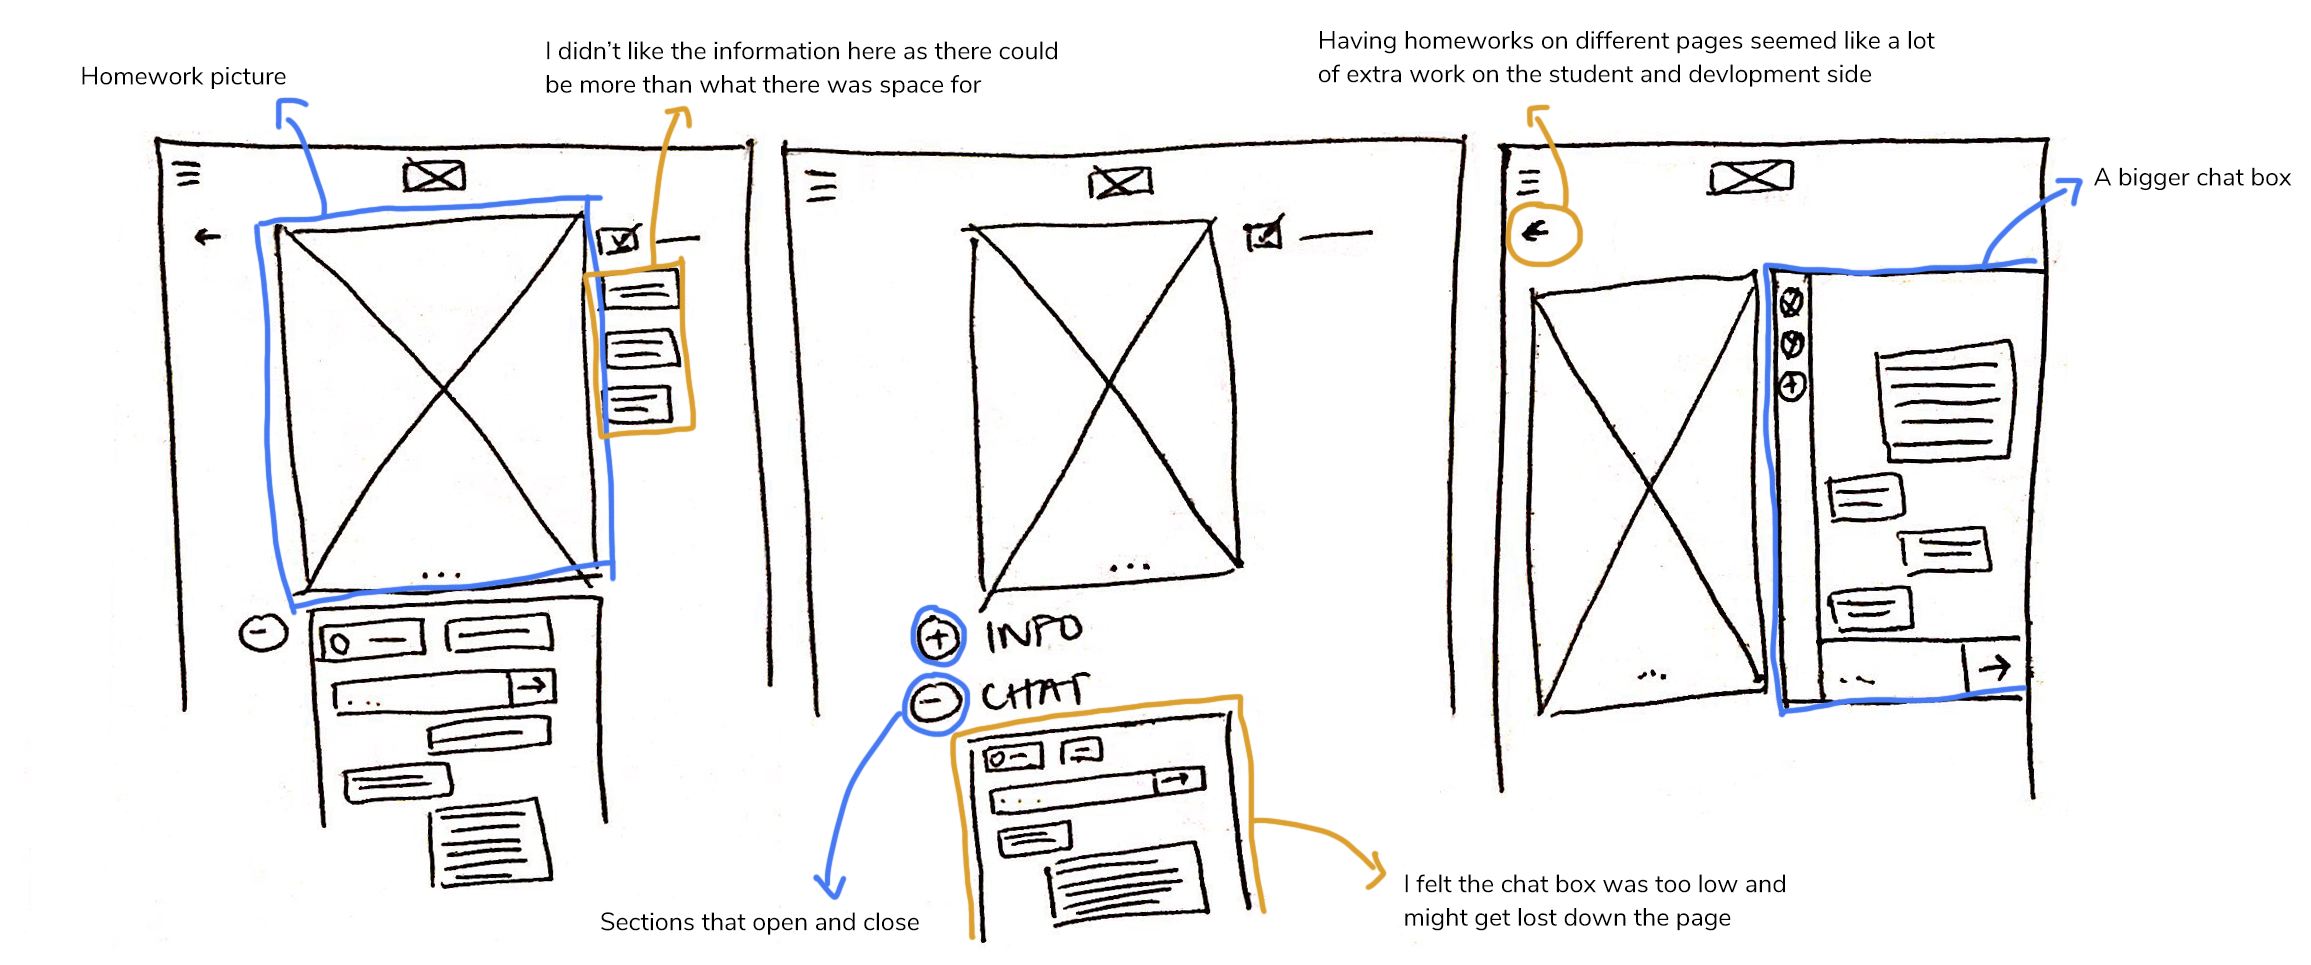 Homework picture
I didn't like the information here as there could
be more than what there was space for
Having homeworks on different pages seemed like a lot
of extra work on the student and devlopment side
A bigger chat box
INFO
CHAT
Sections that open and close
I felt the chat box was too low and
might get lost down the page